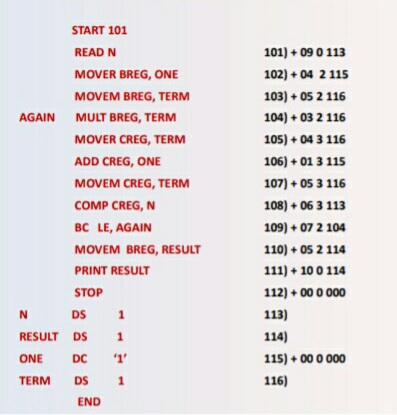 START 101
READ N 101) + 09 0 113
MOVER BREG, ONE 102) + 04 2 115
MOVEM BREG, TERM 103) + 05 2 116
AGAIN MULT BREG, TERM 104) + 03 2 116
MOVER CREG, TERM 105) + 04 3 116
ADD CREG, ONE 106) + 01 3 115
MOVEM CREG, TERM 107) + 05 3 116
COMP CREG, N 108) + 06 3 113
BC LE, AGAIN 109) + 07 2 104
MOVEM BREG, RESULT 110) + 05 2 114
PRINT RESULT 111) + 10 0 114
STOP 112) + 00 0 000
N DS 1 113)
RESULT DS 1 114)
ONE DC ‘1’ 115) + 00 0 000
TERM DS 1 116)
END